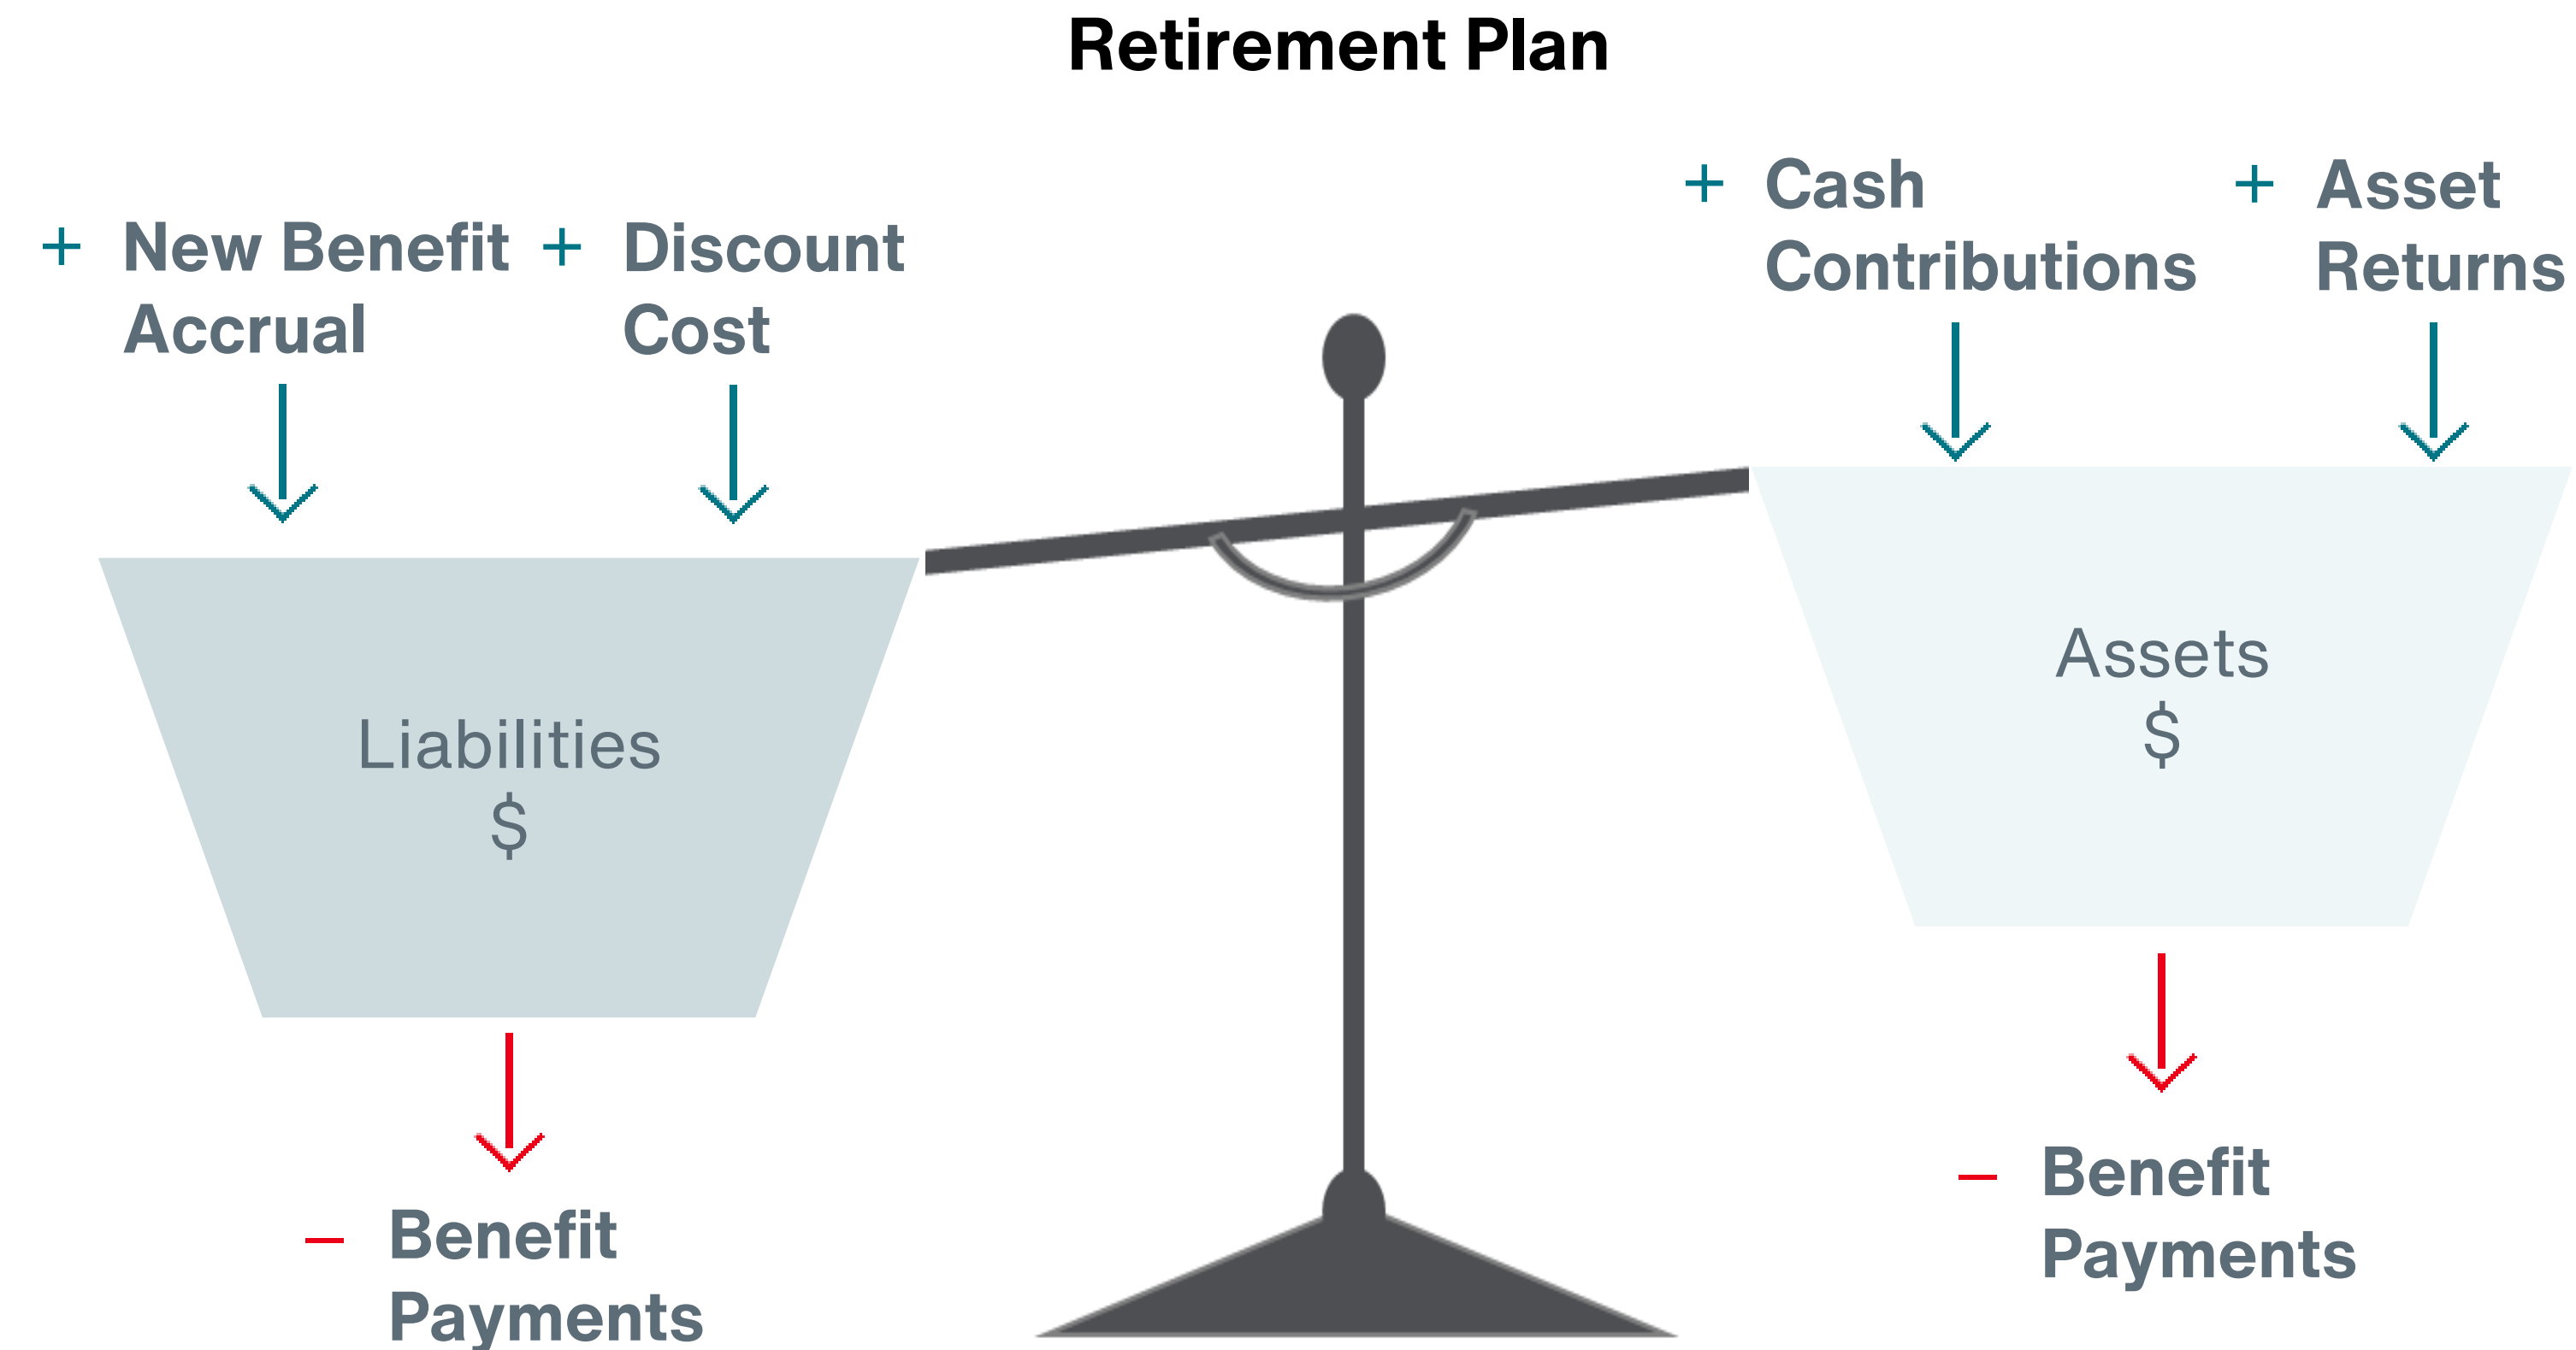 Retirement Plan
+ New Benefit
Accrual
+ Discount
Cost
+ Cash
Contributions
+ Asset
Returns
Liabilities
$
Assets
$
– Benefit
Payments
– Benefit
Payments